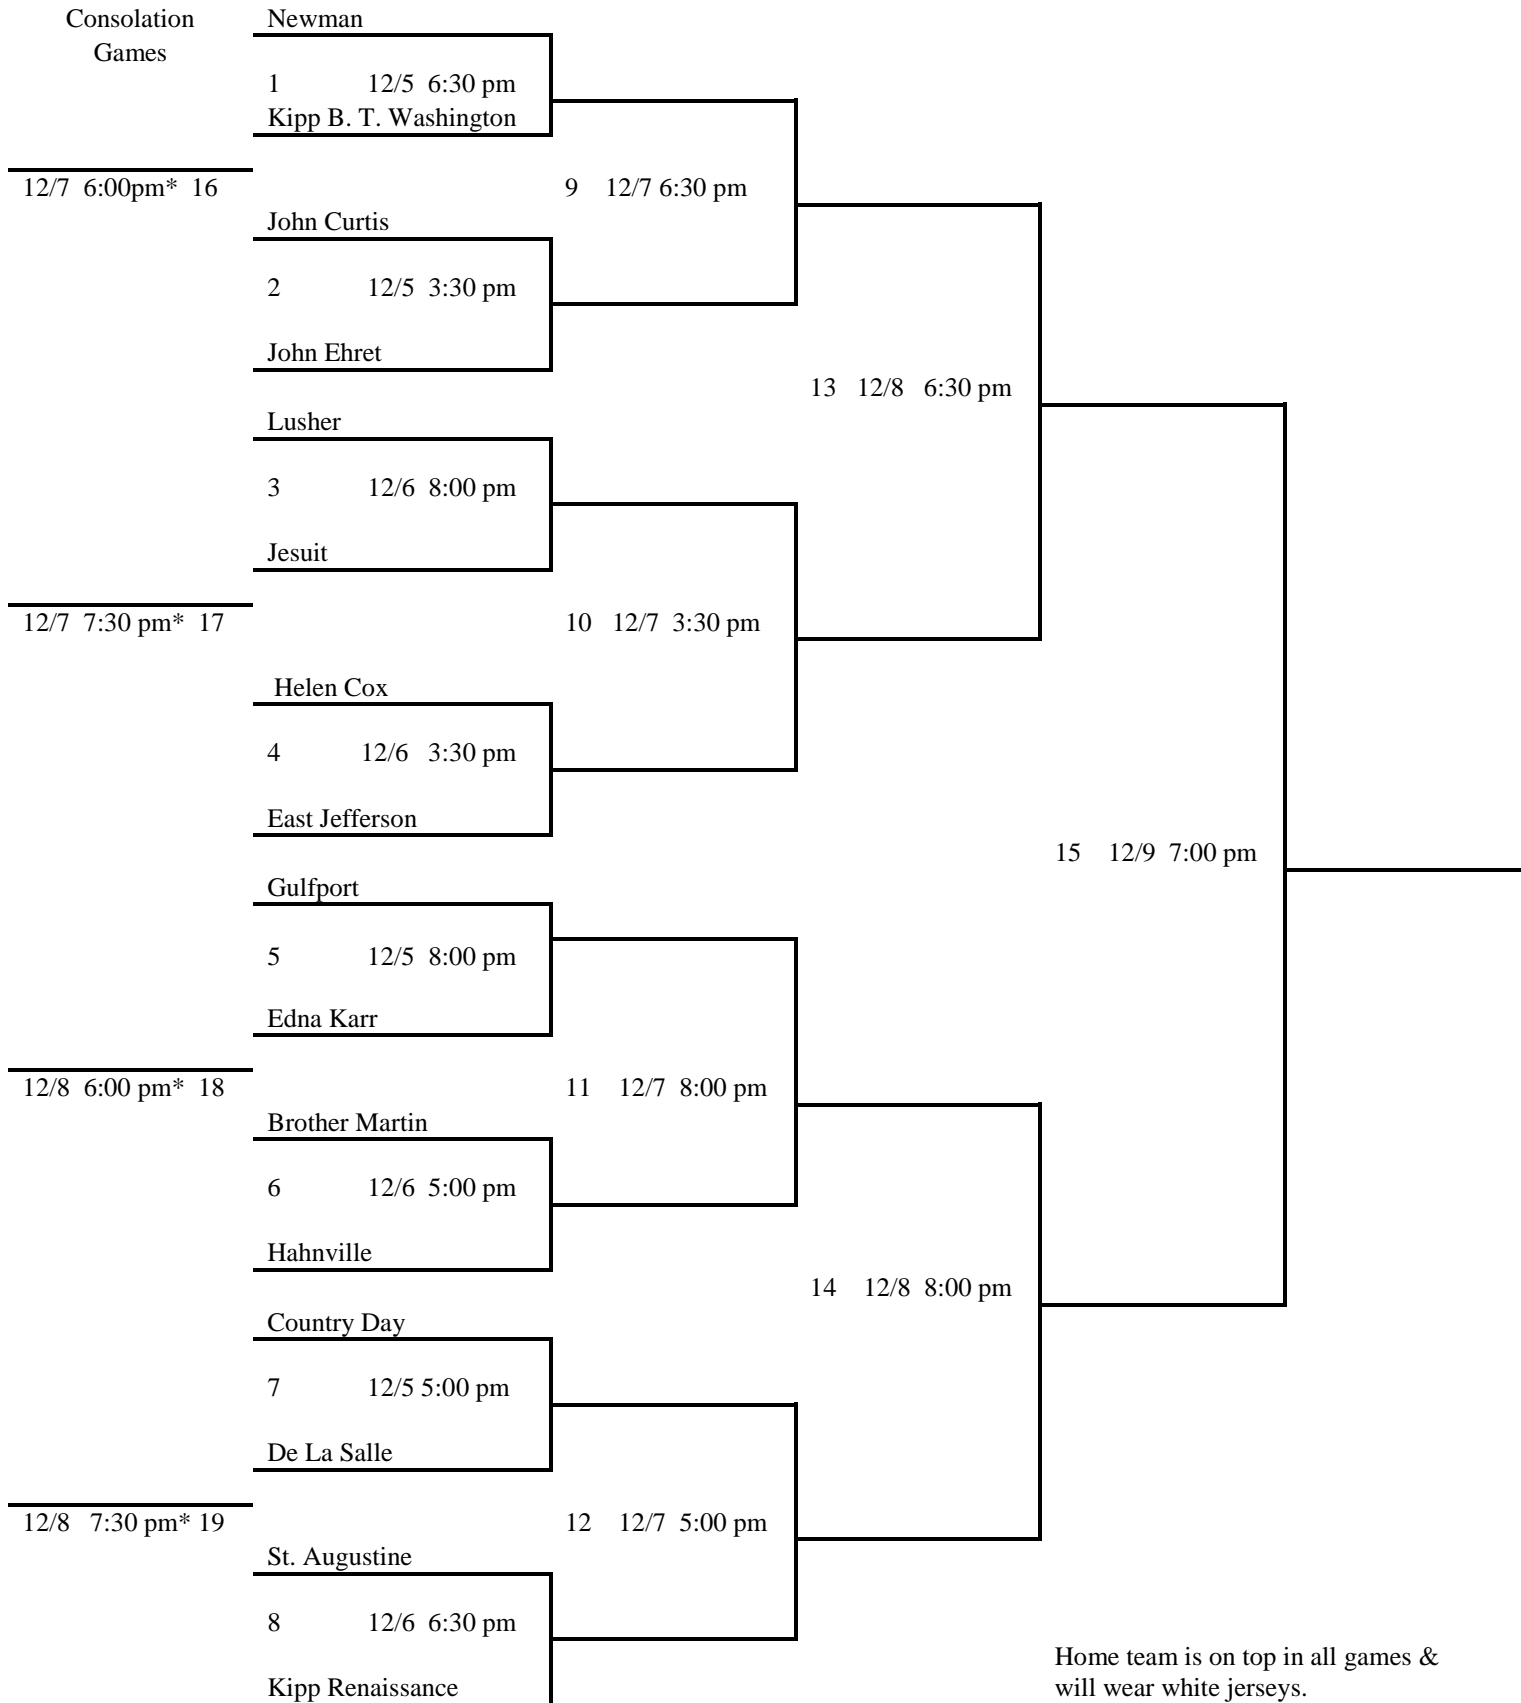 Consolation
Games
Newman
1 12/5 6:30 pm
Kipp B. T. Washington
12/7 6:00pm* 16
9 12/7 6:30 pm
John Curtis
2 12/5 3:30 pm
John Ehret
13 12/8 6:30 pm
Lusher
3 12/6 8:00 pm
Jesuit
12/7 7:30 pm* 17
10 12/7 3:30 pm
Helen Cox
4 12/6 3:30 pm
East Jefferson
15 12/9 7:00 pm
Gulfport
5 12/5 8:00 pm
Edna Karr
12/8 6:00 pm* 18
11 12/7 8:00 pm
Brother Martin
6 12/6 5:00 pm
Hahnville
14 12/8 8:00 pm
Country Day
7 12/5 5:00 pm
De La Salle
12/8 7:30 pm* 19
12 12/7 5:00 pm
St. Augustine
8 12/6 6:30 pm
Kipp Renaissance
Home team is on top in all games &
will wear white jerseys.